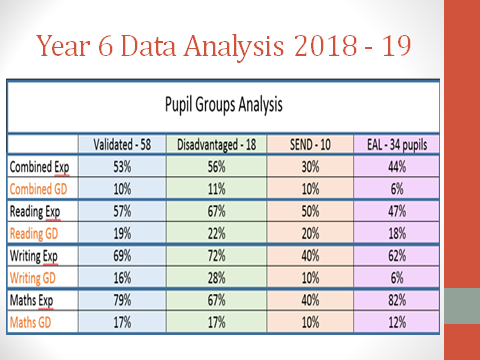 Year 6 Data Analysis 2018 - 19
Pupil Groups Analysis
Validated - 58 Disadvantaged - 18 SEND - 10 EAL - 34 pupils
Combined Exp 53% 56% 30% 44%
Combined GD 10% 11% 10% 6%
Reading Exp 57% 67% 50% 47%
Reading GD 19% 22% 20% 18%
Writing Exp 69% 72% 40% 62%
Writing GD 16% 28% 10% 6%
Maths Exp 79% 67% 40% 82%
Maths GD 17% 17% 10% 12%